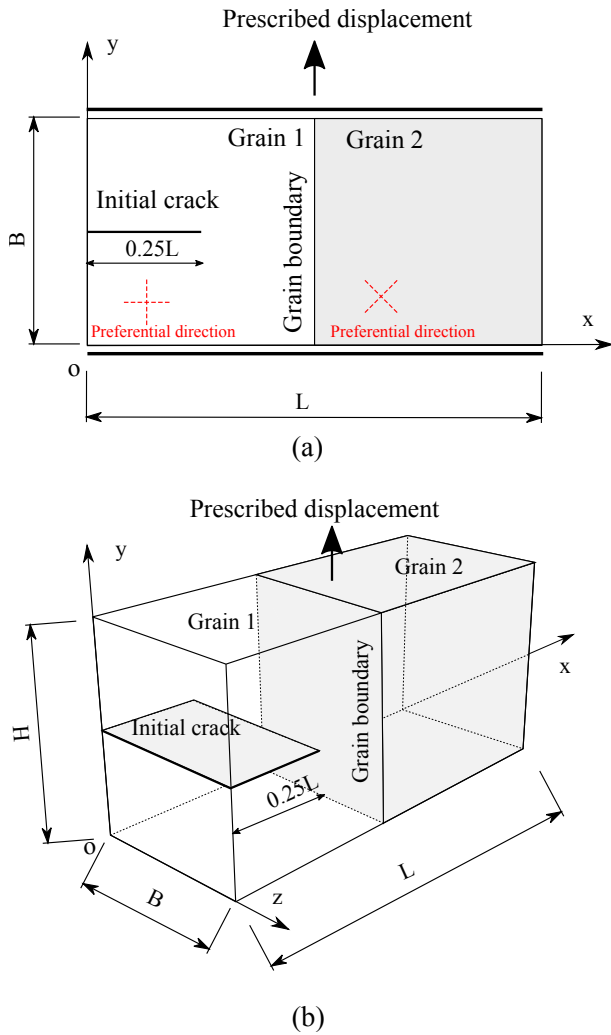 Prescribed displacement
y
Grain 1
Grain 2
Initial crack
0.25L
B
Grain boundary
Preferential direction
Preferential direction
x
o
L
(a)
Prescribed displacement
y
Grain 2
Grain 1
x
Initial crack
Grain boundary
H
0.25L
o
B
z
L
(b)